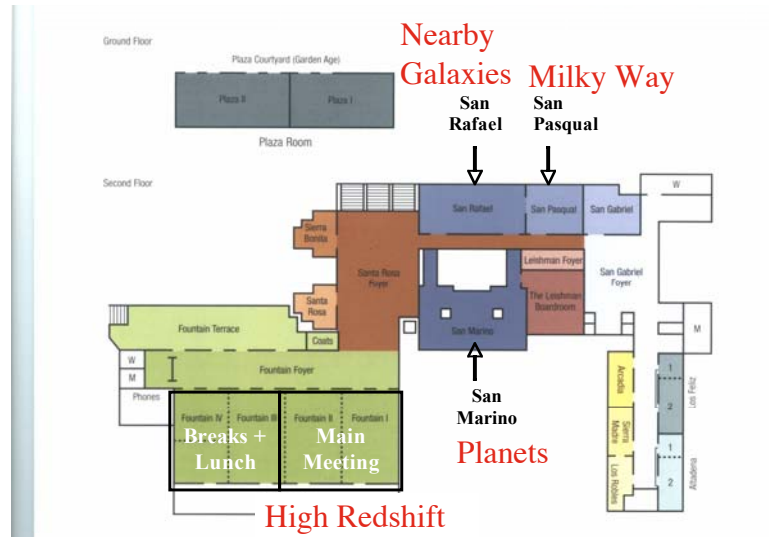 Ground Floor
Nearby
Galaxies
Milky Way
Plaza Courtyard (Garden Age)
San
Rafael
San
Pasqual
Plaza II
Plaza I
Plaza Room
Second Floor
W
San Rafael
San Pasqual
San Gabriel
Sierra
Bonita
Santa Rosa
Foyer
Leishman Foyer
San Gabriel
Foyer
Santa
Rosa
The Leishman
Boardroom
San Marino
Fountain Terrace
Coats
M
W
M
Fountain Foyer
Phones
San
Marino
Planets
Arcadia
Sierra
Madre
Los Robles
1
2
Los Feliz
1
2
Altadena
Fountain IV
Fountain III
Fountain II
Fountain I
Breaks +
Lunch
Main
Meeting
High Redshift